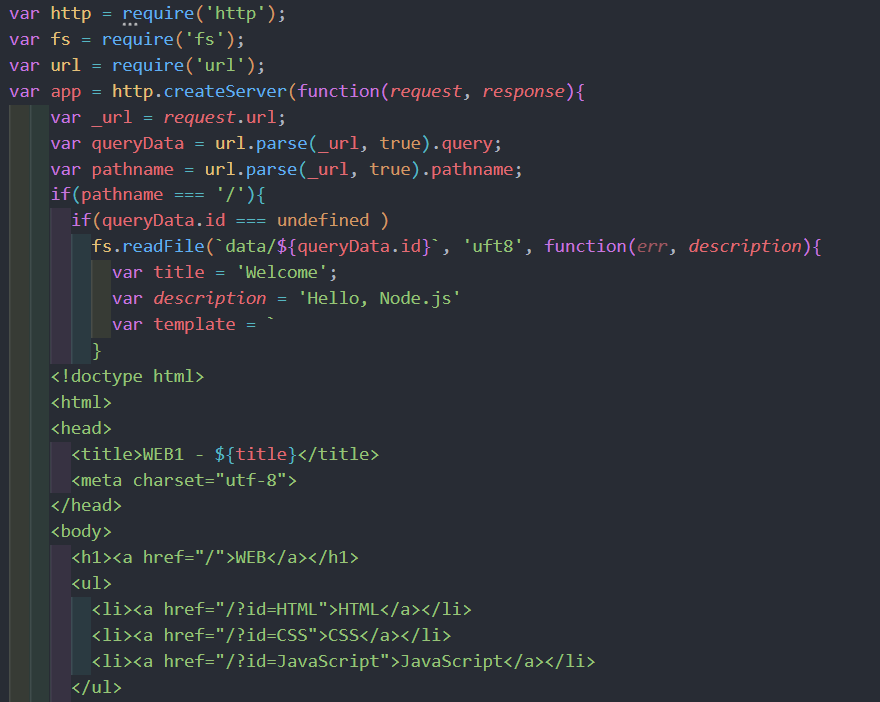 var http = require('http');
var fs = require('fs');
var url = require('url');
var app = http.createServer(function(request, response){
    var _url = request.url;
    var queryData = url.parse(_url, true).query;
    var pathname = url.parse(_url, true).pathname;
    if(pathname === '/'){
      if(queryData.id === undefined )
        fs.readFile(`data/${queryData.id}`, 'uft8', function(err, description){
          var title = 'Welcome';
          var description = 'Hello, Node.js'
          var template = `
        }
    <!doctype html>
    <html>
    <head>
      <title>WEB1 - ${title}</title>
      <meta charset="utf-8">
    </head>
    <body>
      <h1><a href="/">WEB</a></h1>
      <ul>
        <li><a href="/?id=HTML">HTML</a></li>
        <li><a href="/?id=CSS">CSS</a></li>
        <li><a href="/?id=JavaScript">JavaScript</a></li>
      </ul>